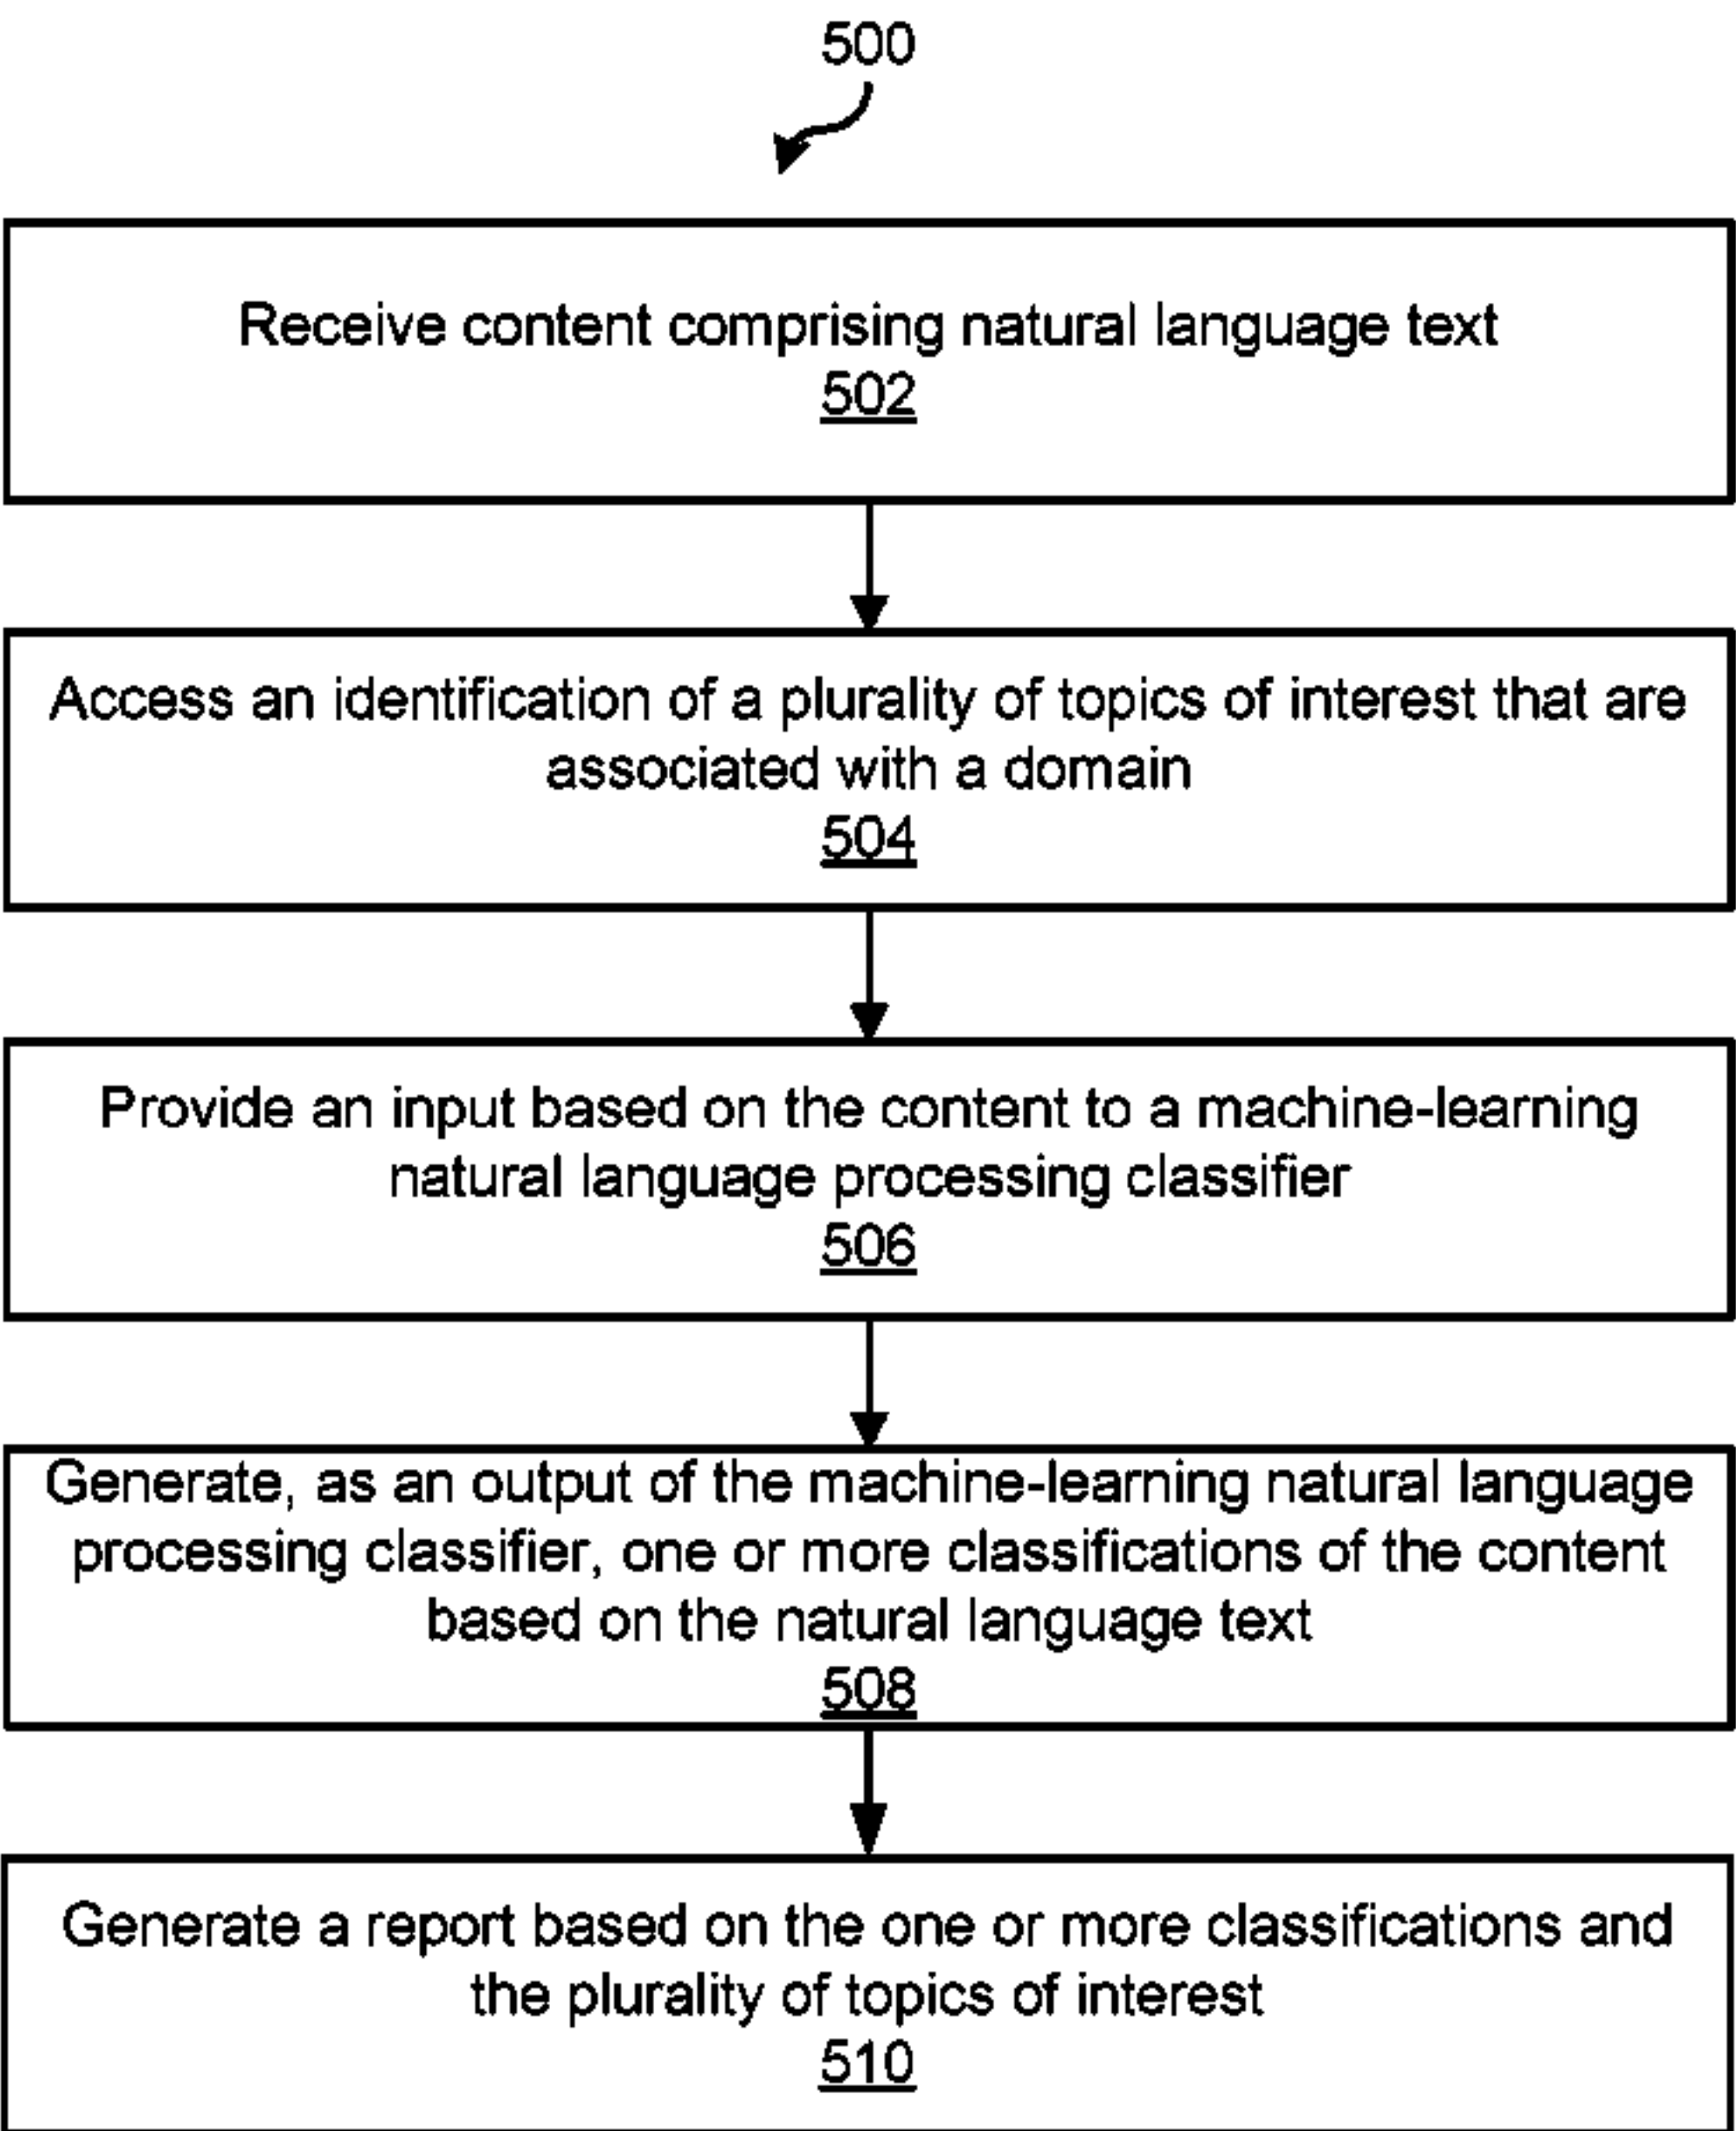 500
Receive content comprising natural language text
502
Access an identification of a plurality of topics of interest that are
associated with a domain
504
Provide an input based on the content to a machine-learning
natural language processing classifier
506
Generate, as an output of the machine-learning natural language
processing classifier, one or more classifications of the content
based on the natural language text
508
Generate a report based on the one or more classifications and
the plurality of topics of interest
510